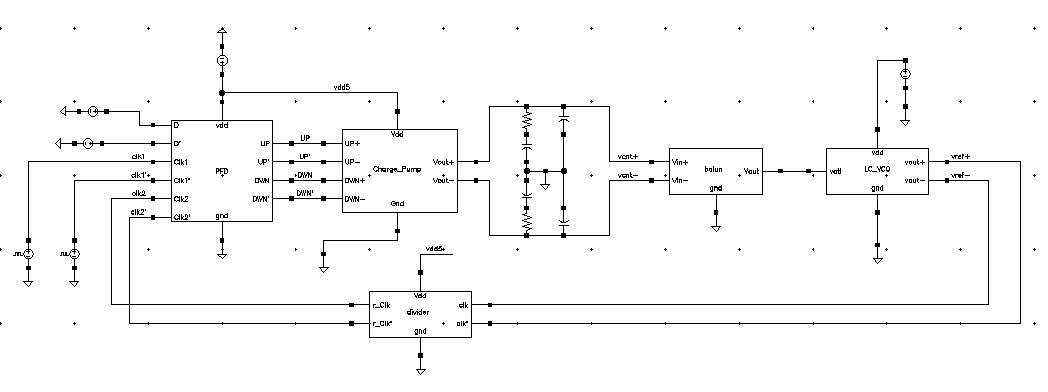 vdd5
D
vdd
D'
Clk1
Clk1'
Clk2
Clk2'
PFD
UP
UP'
DWN
DWN'
gnd
clk1
clk1'
clk2
clk2'
UP
UP'
DWN
DWN'
Vdd
UP+
UP-
DWN+
DWN-
Charge_Pump
Vout+
Vout-
Gnd
vcnt+
vcnt-
Vin+
Vin-
balun
Vout
gnd
vdd
LC_VCO
vout+
vout-
gnd
vref+
vref-
vdd5
Vdd
r_Clk
r_Clk'
divider
clk
clk'
gnd